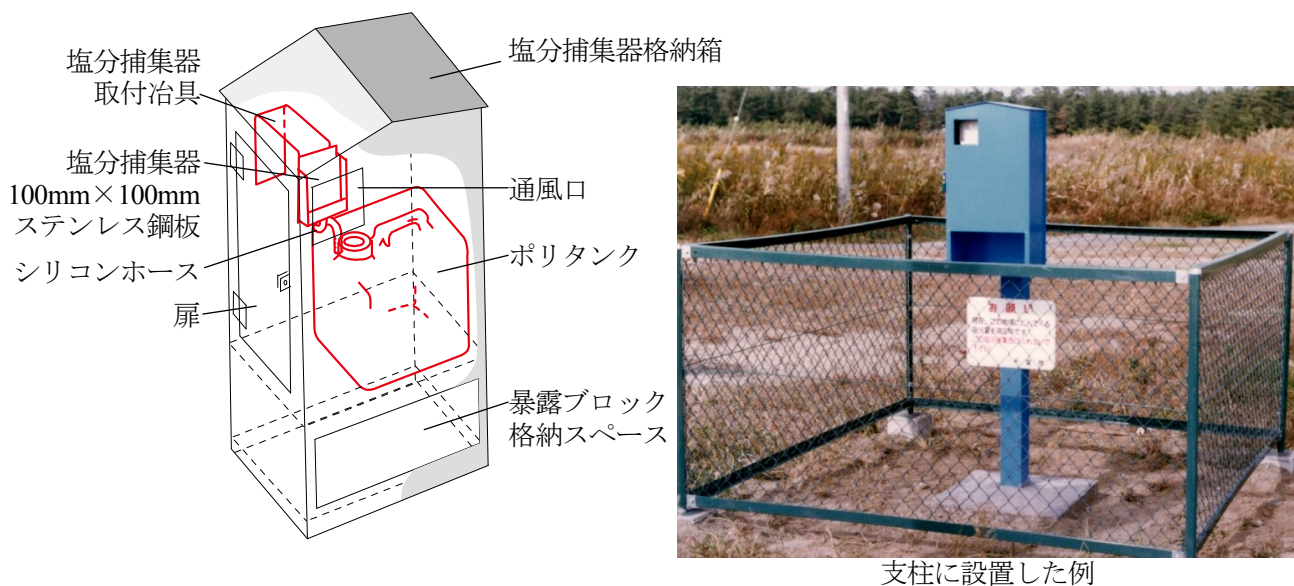 塩分捕集器
取付冶具
塩分捕集器
100mm×100mm
ステンレス鋼板
シリコンホース
扉
塩分捕集器格納箱
通風口
ポリタンク
暴露ブロック
格納スペース
お願い
支柱に設置した例